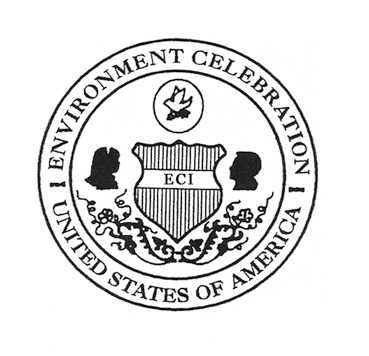 ENVIRONMENT CELEBRATION
ECI
UNITED STATES OF AMERICA